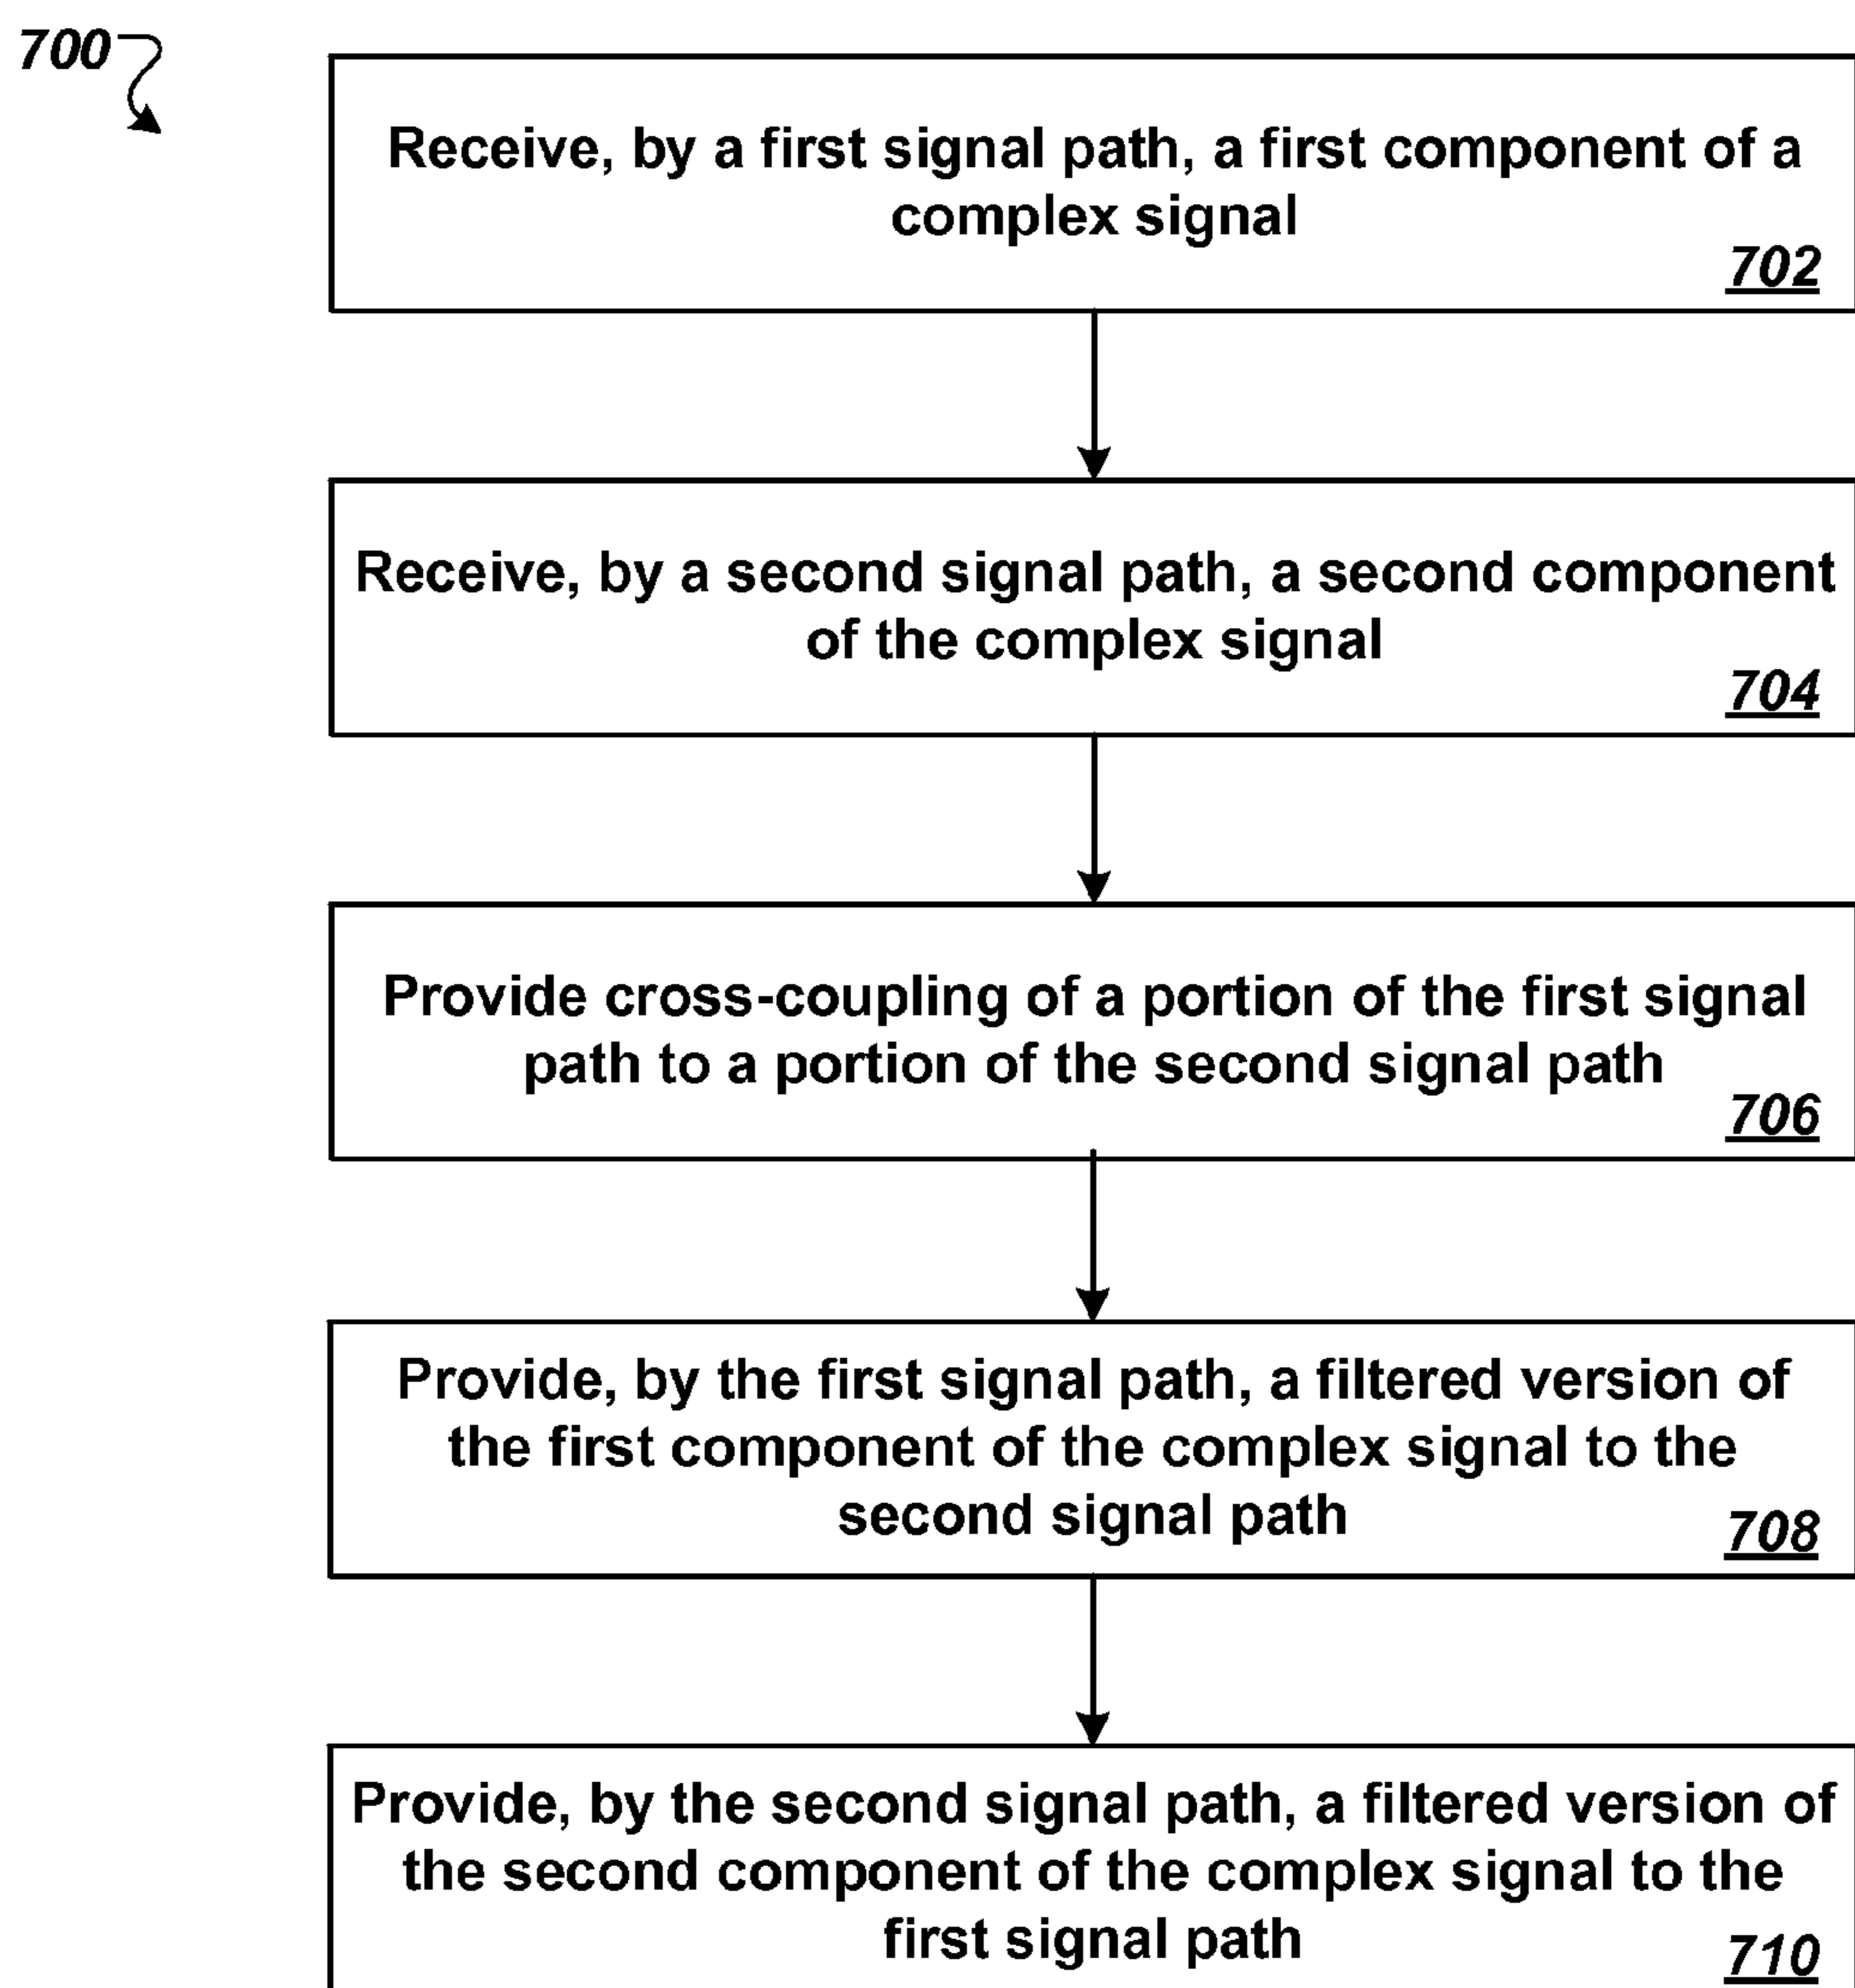 700
Receive, by a first signal path, a first component of a
complex signal
702
Receive, by a second signal path, a second component
of the complex signal
704
Provide cross-coupling of a portion of the first signal
path to a portion of the second signal path
706
Provide, by the first signal path, a filtered version of
the first component of the complex signal to the
second signal path
708
Provide, by the second signal path, a filtered version of
the second component of the complex signal to the
first signal path
710